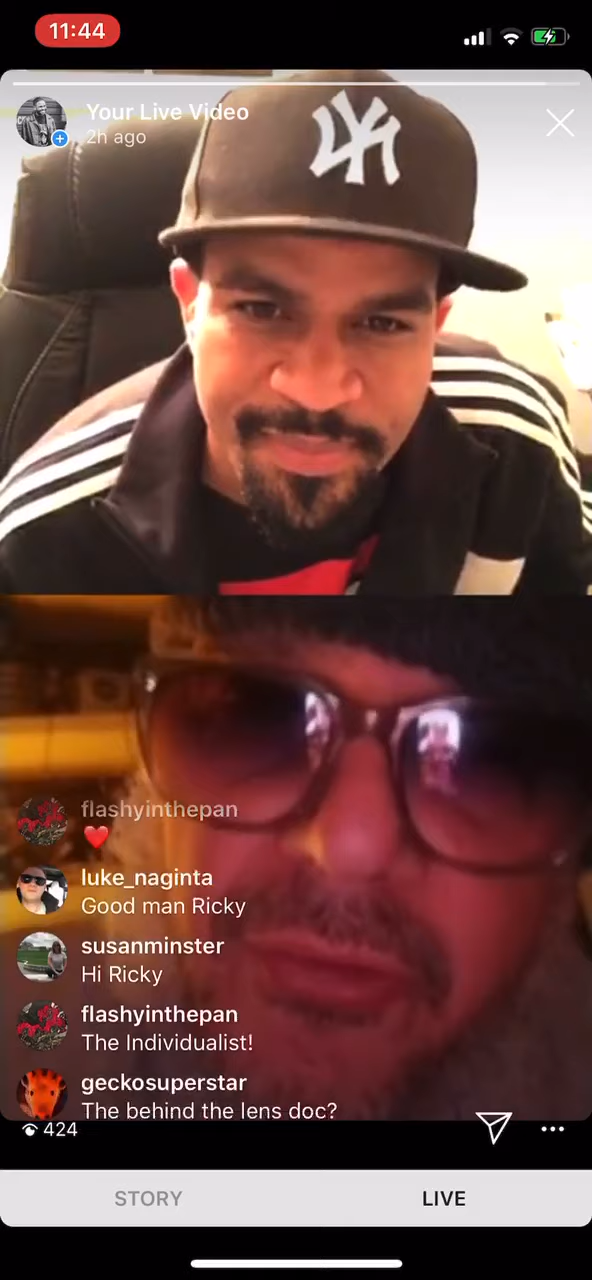 11:44
Your Live Video
2h ago
NY
flashyinthepan
❤️
luke_naginta
Good man Ricky
susanminster
Hi Ricky
flashyinthepan
The Individualist!
geckosuperstar
The behind the lens doc?
424
STORY
LIVE